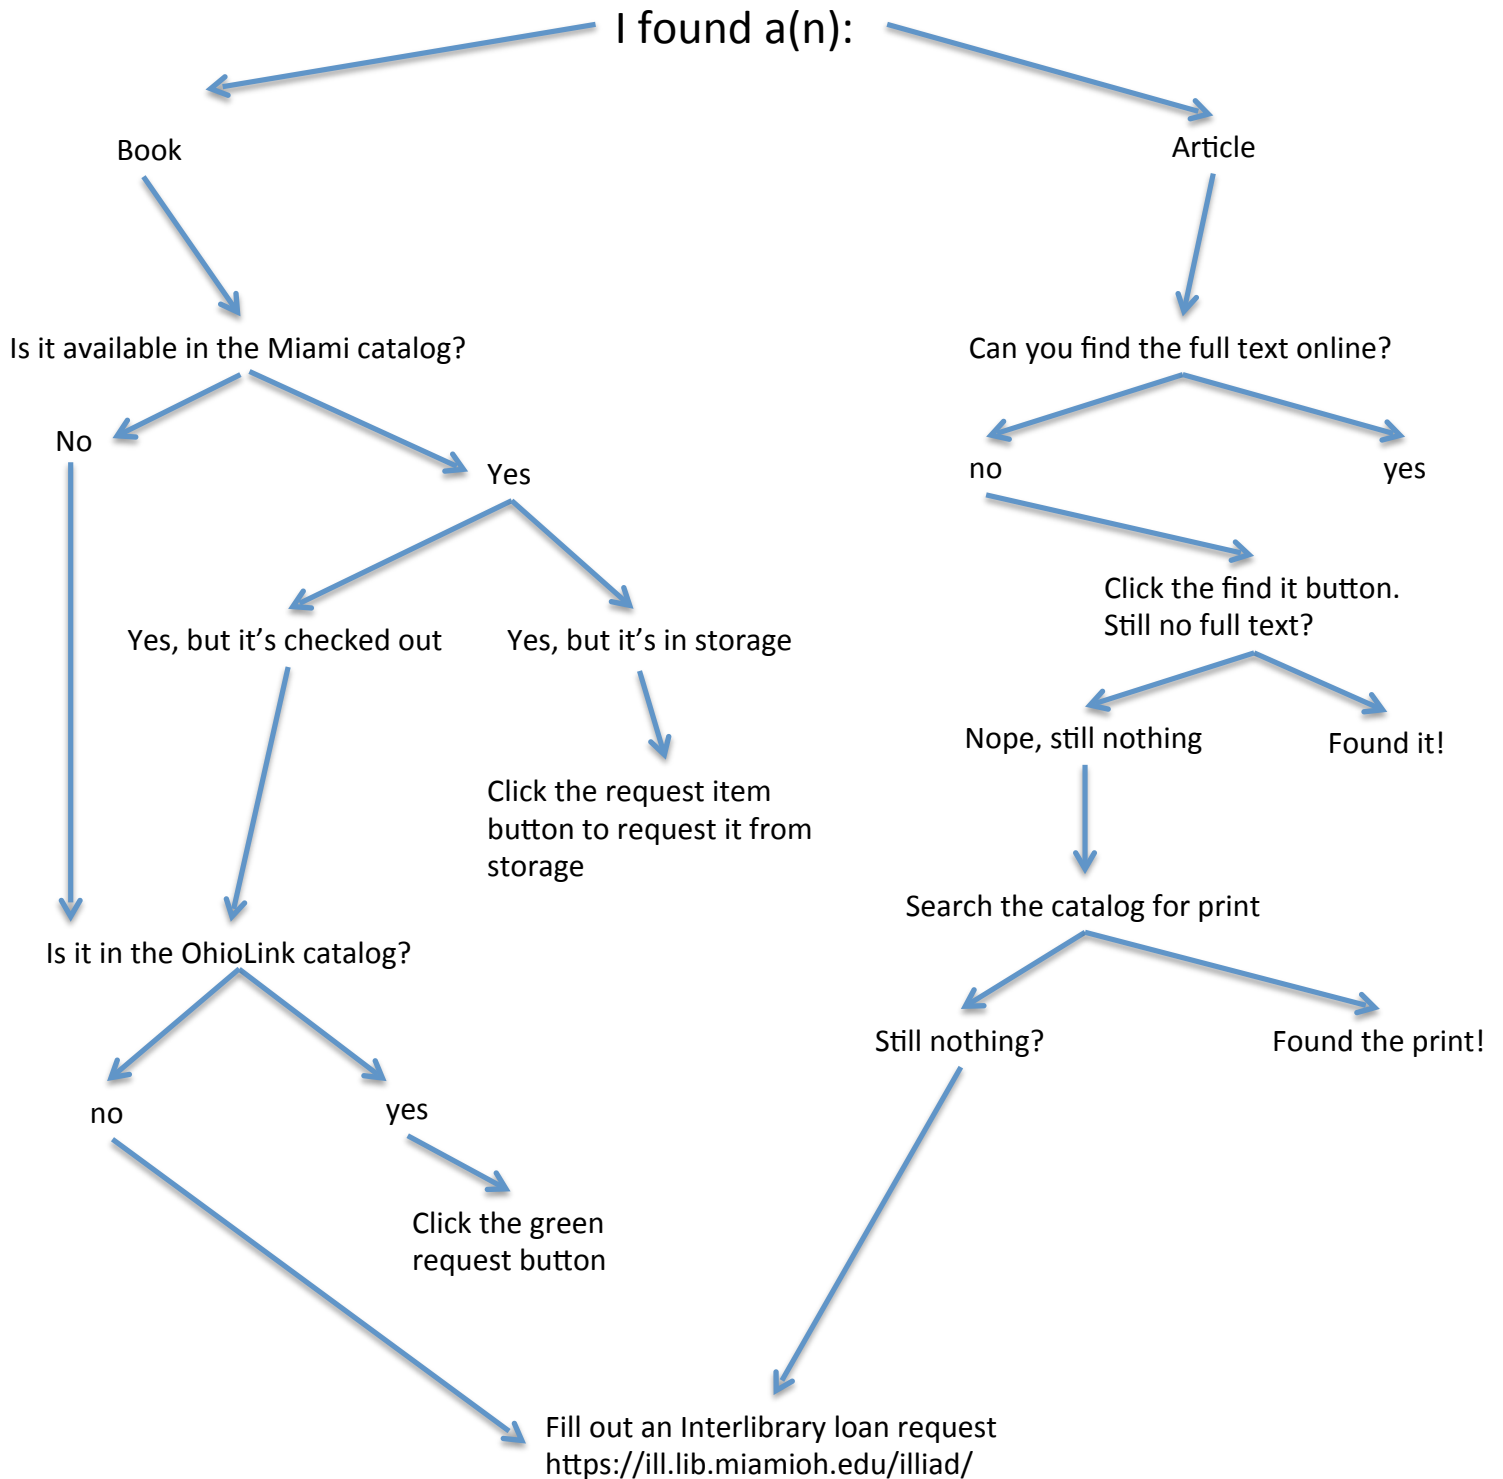 I found a(n):
Book
Article
Is it available in the Miami catalog?
Can you find the full text online?
No
Yes
no
yes
Click the find it button.
Still no full text?
Yes, but it's checked out
Yes, but it's in storage
Nope, still nothing
Found it!
Click the request item
button to request it from
storage
Search the catalog for print
Is it in the OhioLink catalog?
Still nothing?
Found the print!
no
yes
Click the green
request button
Fill out an Interlibrary loan request
https://ill.lib.miamioh.edu/illiad/